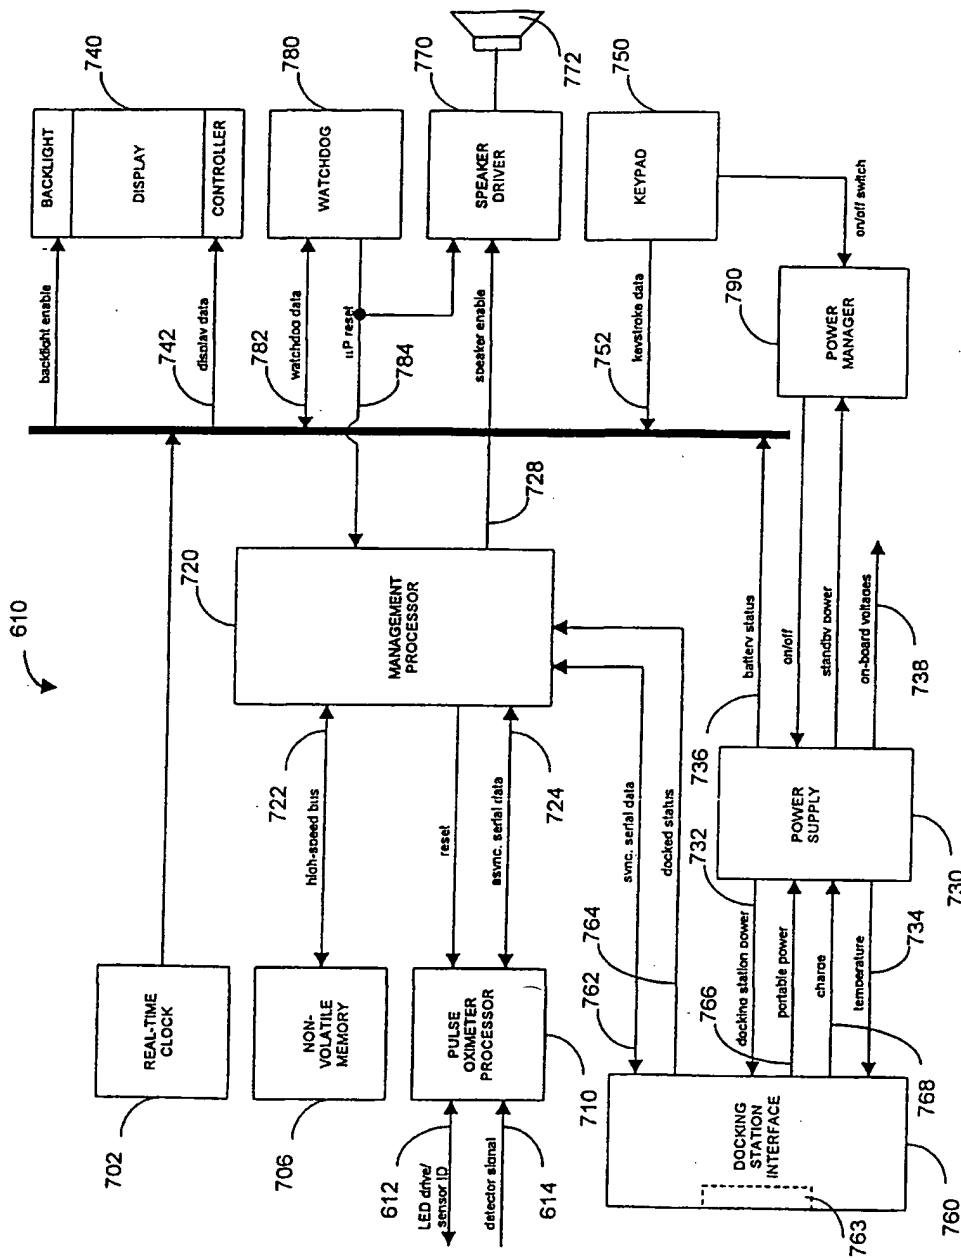 610
702
REAL-TIME
CLOCK
706
NON-
VOLATILE
MEMORY
710
PULSE
OXIMETER
PROCESSOR
612
LED drive/
sensor ID
detector signal
614
722
high-speed bus
reset
async. serial data
724
720
MANAGEMENT
PROCESSOR
728
backlight enable
display data
742
782
watchdog data
µP reset
784
speaker enable
752
keystroke data
740
BACKLIGHT
DISPLAY
CONTROLLER
780
WATCHDOG
770
SPEAKER
DRIVER
772
750
KEYPAD
on/off switch
790
POWER
MANAGER
762
764
sync. serial data
docked status
DOCKING
STATION
INTERFACE
763
760
732
docking station power
766
portable power
charge
temperature
768
734
736
POWER
SUPPLY
730
battery status
on/off
standby power
on-board voltages
738